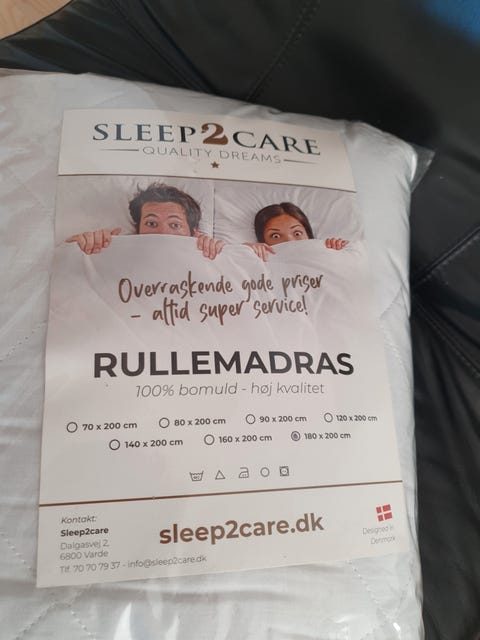 SLEEP2CARE
QUALITY DREAMS
Overraskende gode priser
- altid super service!
RULLEMADRAS
100% bomuld - høj kvalitet
70 x 200 cm
80 x 200 cm
90 x 200 cm
120 x 200 cm
140 x 200 cm
160 x 200 cm
180 x 200 cm
Kontakt:
Sleep2care
Dalgasvej 2,
6800 Varde
Tlf. 70 70 79 37 - info@sleep2care.dk
sleep2care.dk
Designed in
Denmark